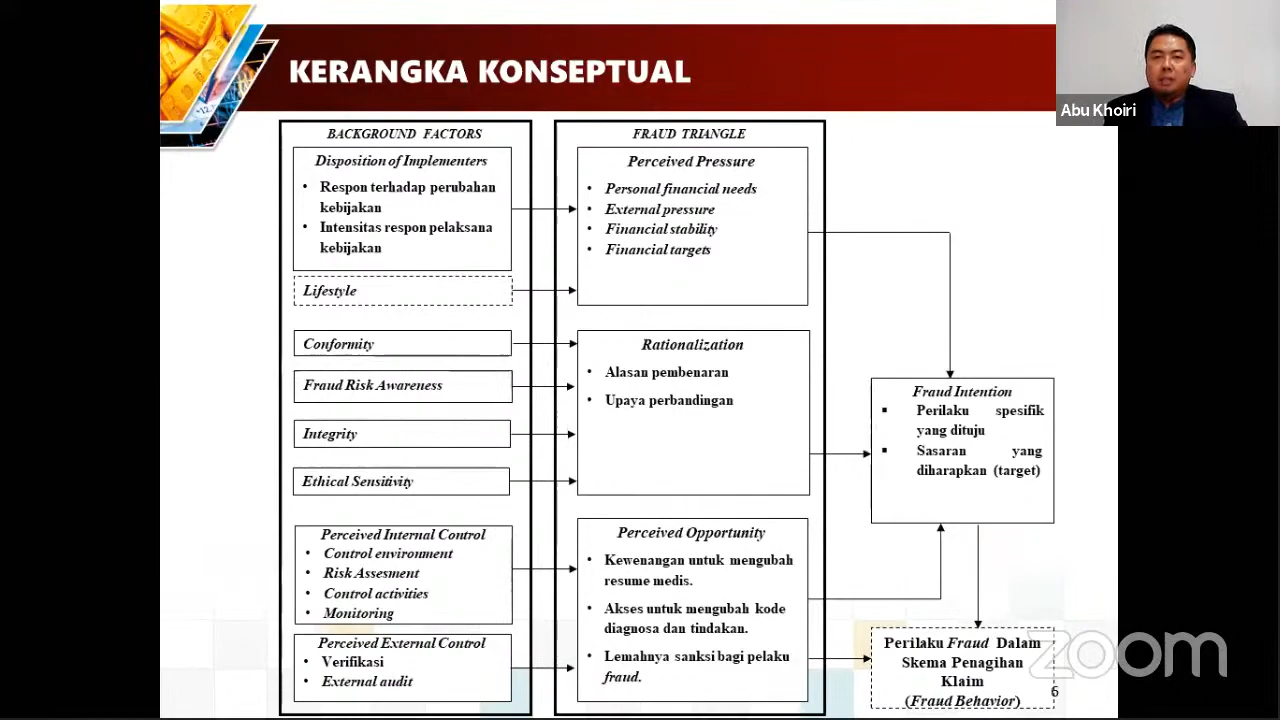 KERANGKA KONSEPTUAL
Abu Khoiri
BACKGROUND FACTORS
Disposition of Implementers
• Respon terhadap perubahan
kebijakan
• Intensitas respon pelaksana
kebijakan
Lifestyle
Conformity
Fraud Risk Awareness
Integrity
Ethical Sensitivity
Perceived Internal Control
• Control environment
• Risk Assesment
• Control activities
• Monitoring
Perceived External Control
• Verifikasi
• External audit
FRAUD TRIANGLE
Perceived Pressure
• Personal financial needs
• External pressure
• Financial stability
• Financial targets
Rationalization
• Alasan pembenaran
• Upaya perbandingan
Perceived Opportunity
• Kewenangan untuk mengubah
resume medis.
• Akses untuk mengubah kode
diagnosa dan tindakan.
• Lemahnya sanksi bagi pelaku
fraud.
Fraud Intention
▪ Perilaku spesifik
yang dituju
▪ Sasaran yang
diharapkan (target)
Perilaku Fraud Dalam
Skema Penagihan
Klaim
(Fraud Behavior)
6
zoom